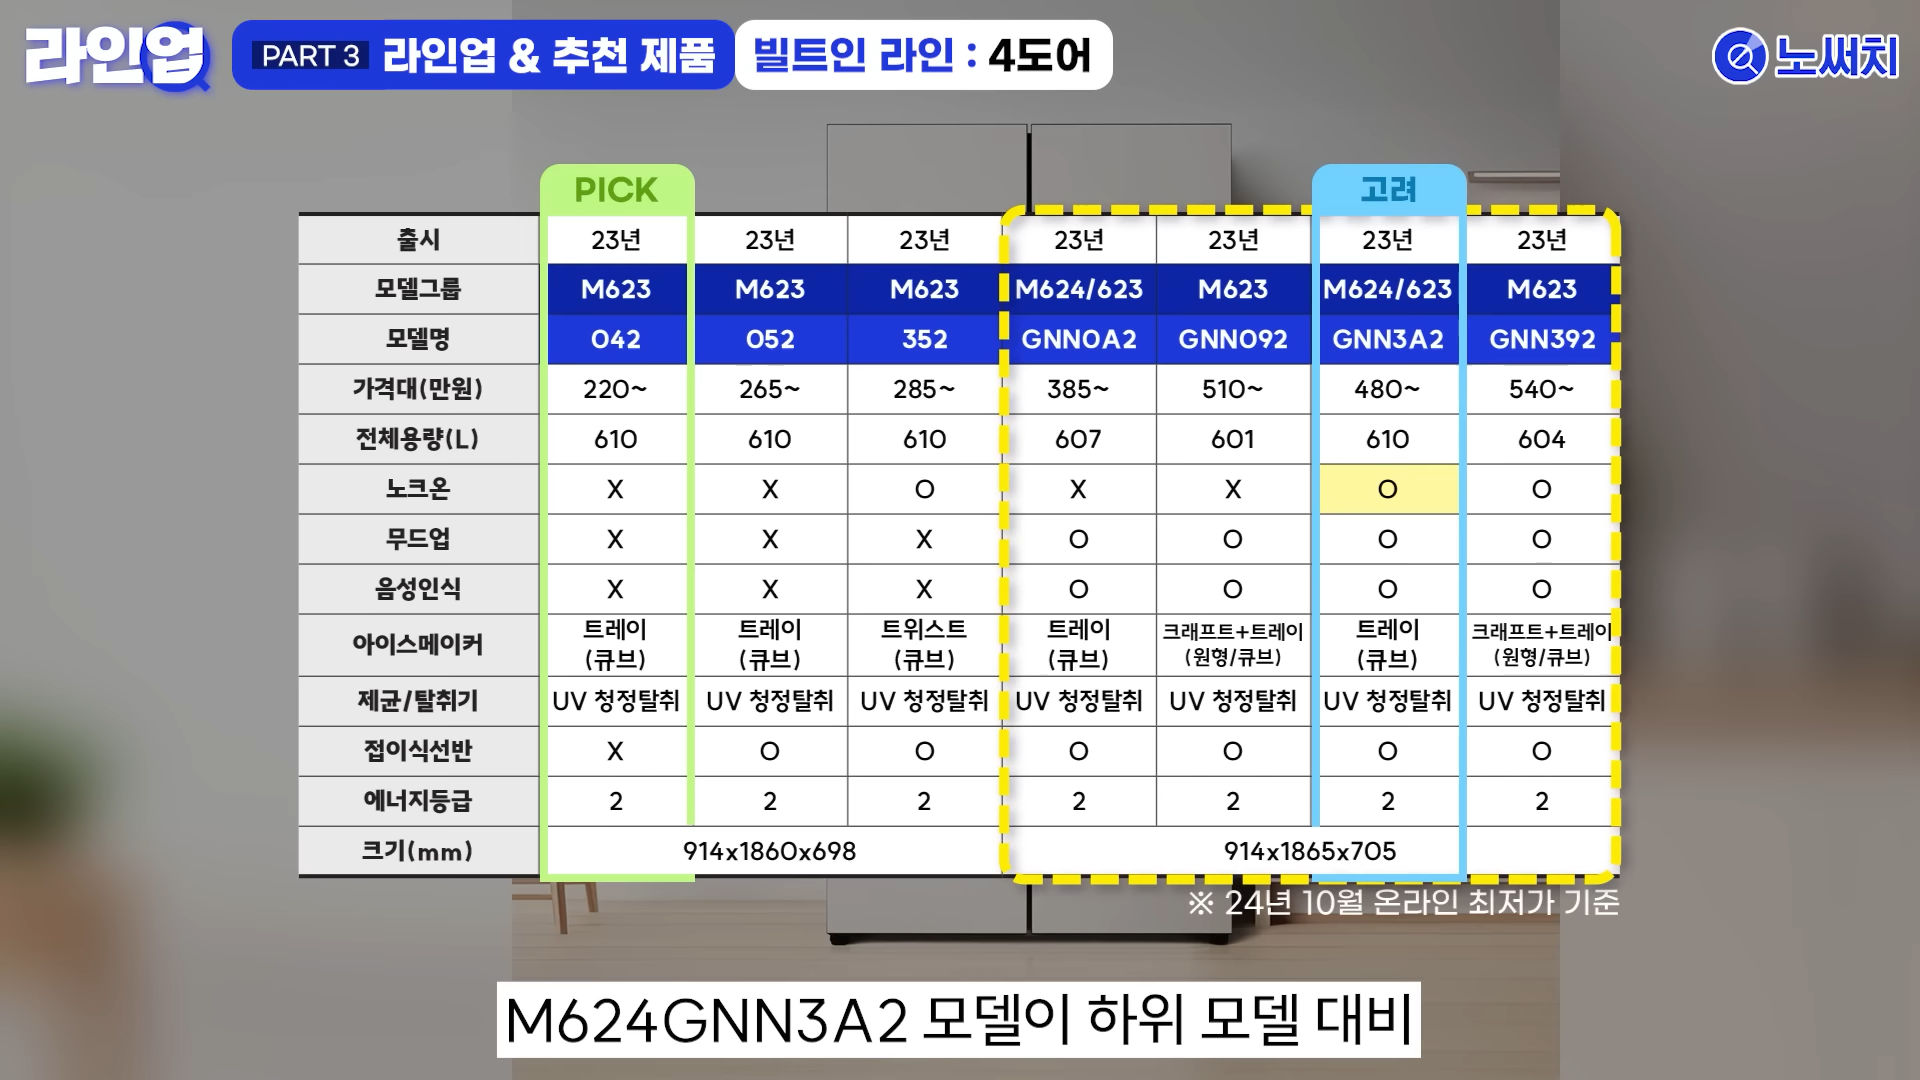 라인업
PART 3 라인업 & 추천 제품 빌트인 라인 : 4도어
노써치
PICK 고려
출시 23년 23년 23년 23년 23년 23년 23년
모델그룹 M623 M623 M623 M624/623 M623 M624/623 M623
모델명 042 052 352 GNN0A2 GNN092 GNN3A2 GNN392
가격대(만원) 220~ 265~ 285~ 385~ 510~ 480~ 540~
전체용량(L) 610 610 610 607 601 610 604
노크온 X X O X X O O
무드업 X X X O O O O
음성인식 X X X O O O O
아이스메이커 트레이 (큐브) 트레이 (큐브) 트위스트 (큐브) 트레이 (큐브) 크래프트+트레이 (원형/큐브) 트레이 (큐브) 크래프트+트레이 (원형/큐브)
제균/탈취기 UV 청정탈취 UV 청정탈취 UV 청정탈취 UV 청정탈취 UV 청정탈취 UV 청정탈취 UV 청정탈취
접이식선반 X O O O O O O
에너지등급 2 2 2 2 2 2 2
크기(mm) 914x1860x698 914x1865x705
※ 24년 10월 온라인 최저가 기준
M624GNN3A2 모델이 하위 모델 대비